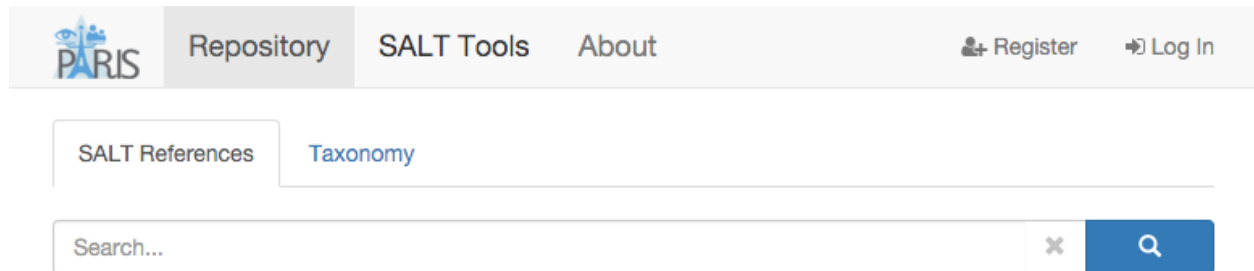 PARIS Repository SALT Tools About Register Log In
SALT References Taxonomy
Search...